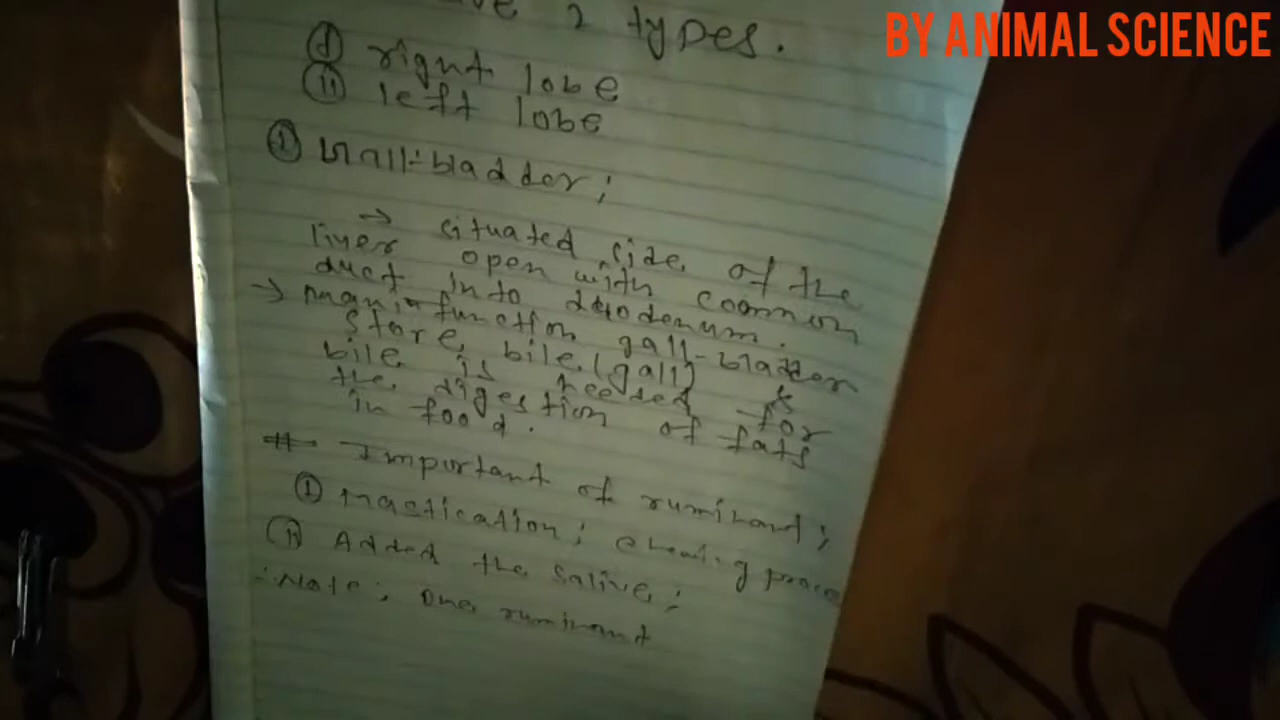 BY ANIMAL SCIENCE
2 types.
(i) right lobe
(ii) left lobe
(i) Gall-bladder;
→ situated side of the
liver open with common
duct into duodenum.
→ main function gall-bladder
store bile (gall) &
bile is needed for
the digestion of fats
in food.
# Important of ruminant;
(i) Mastication; chewing proce
(ii) Added the salive;
Note; One ruminant